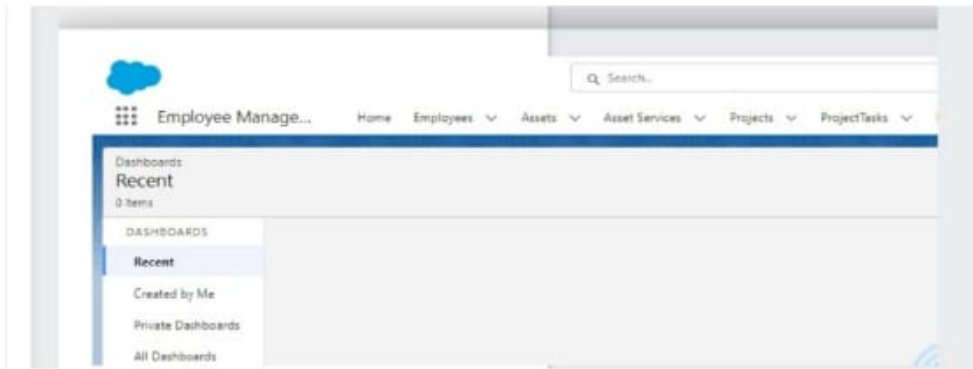 Search...
Employee Manage... Home Employees Assets Asset Services Projects ProjectTasks
Dashboards
Recent
0 Items
DASHBOARDS
Recent
Created by Me
Private Dashboards
All Dashboards